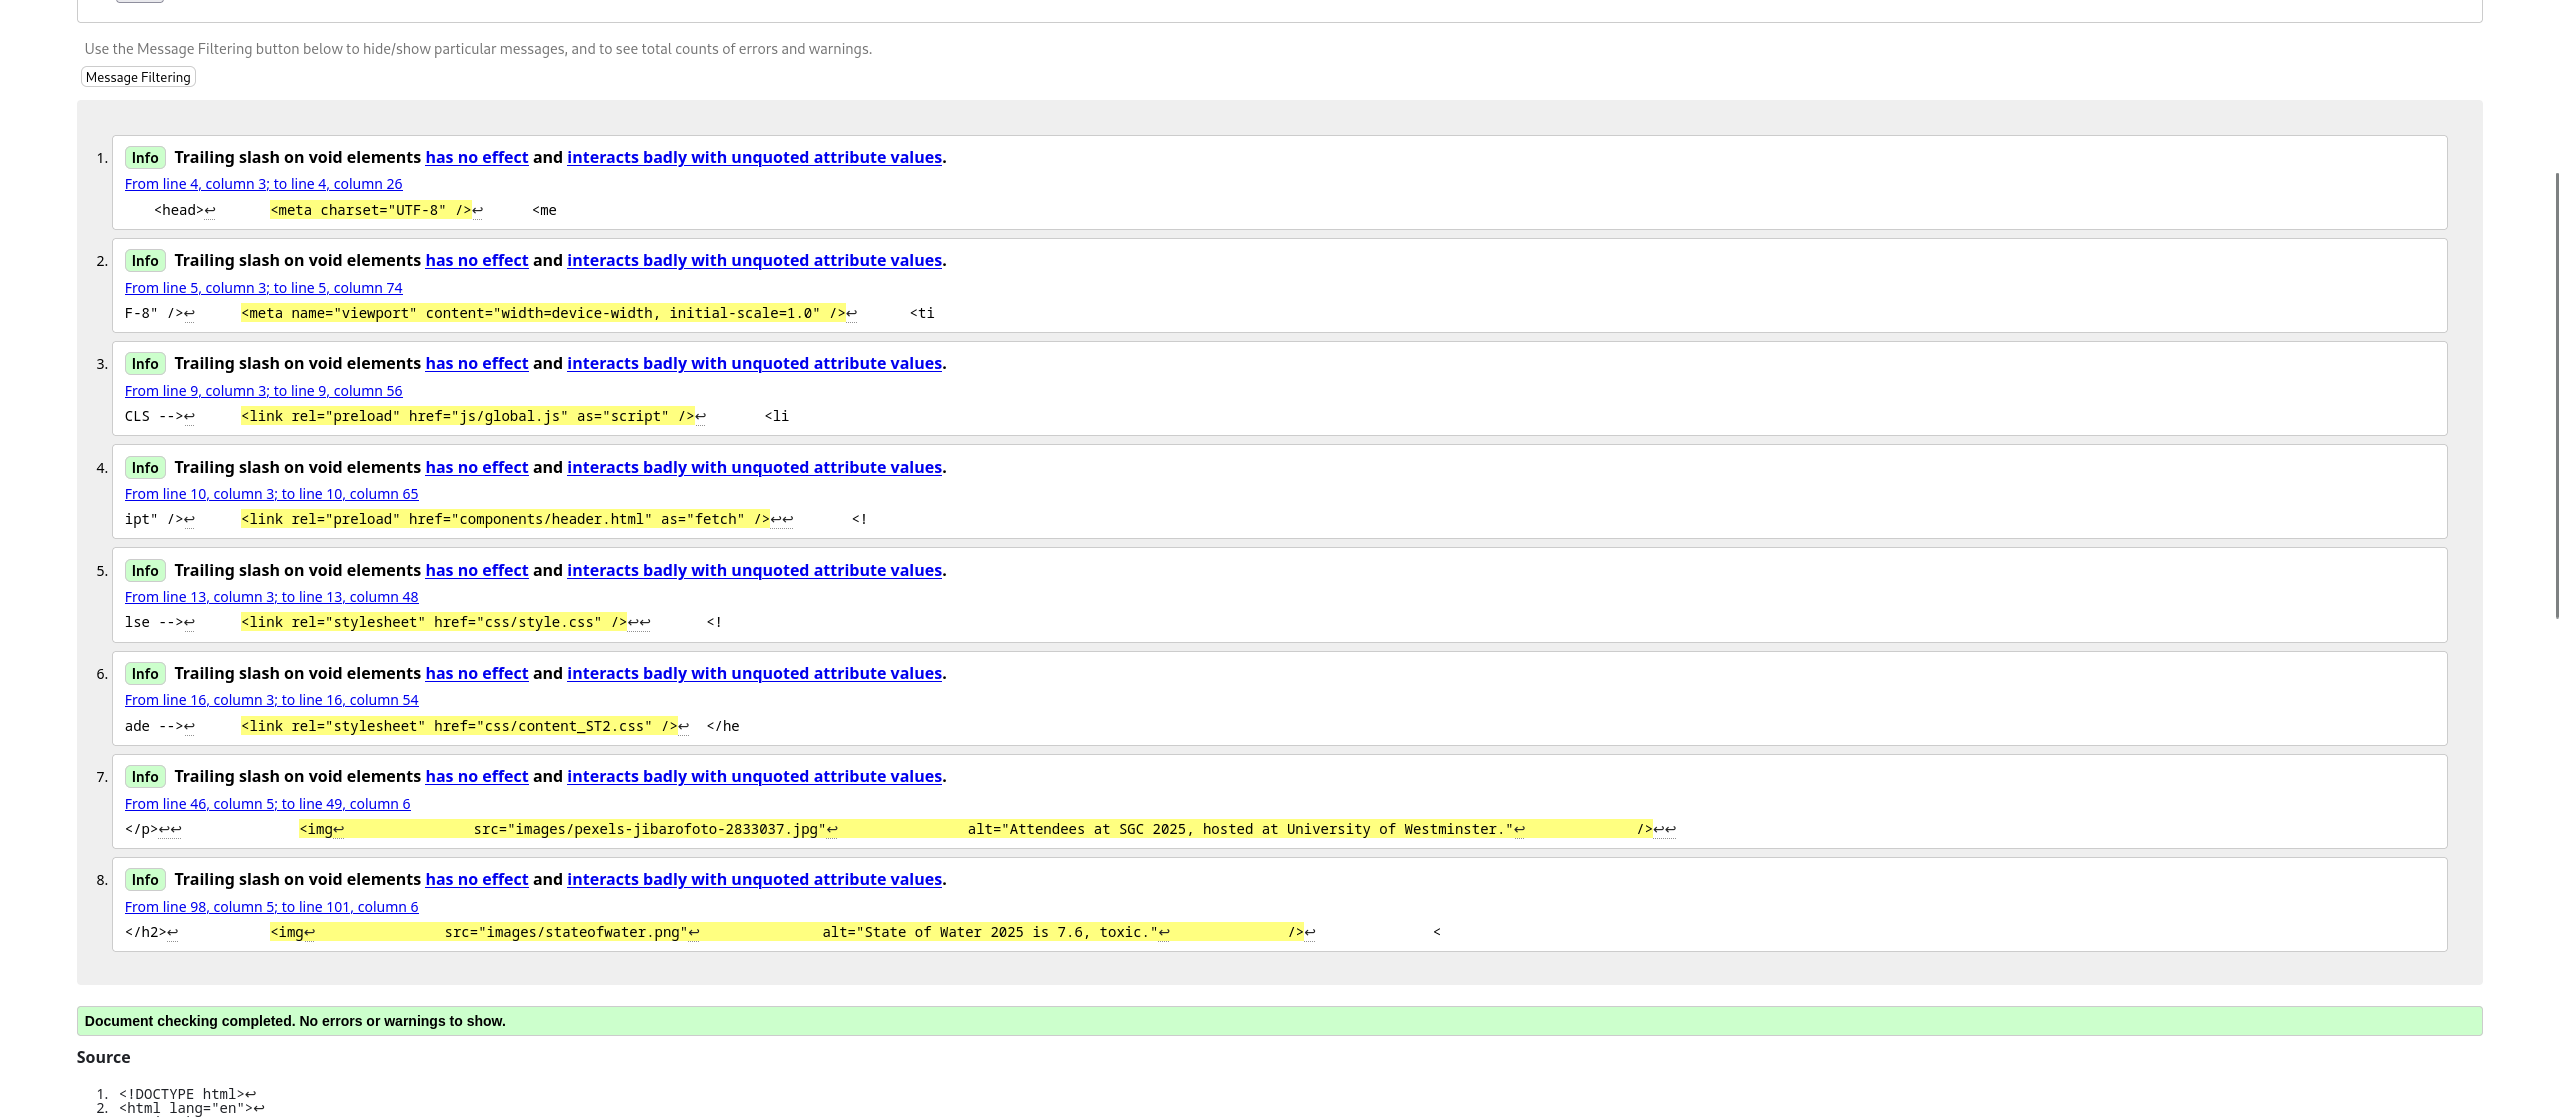 Use the Message Filtering button below to hide/show particular messages, and to see total counts of errors and warnings.
Message Filtering
1. Info Trailing slash on void elements has no effect and interacts badly with unquoted attribute values.
From line 4, column 3; to line 4, column 26
<head>↩ <meta charset="UTF-8" />↩ <me
2. Info Trailing slash on void elements has no effect and interacts badly with unquoted attribute values.
From line 5, column 3; to line 5, column 74
F-8" />↩ <meta name="viewport" content="width=device-width, initial-scale=1.0" />↩ <ti
3. Info Trailing slash on void elements has no effect and interacts badly with unquoted attribute values.
From line 9, column 3; to line 9, column 56
CLS -->↩ <link rel="preload" href="js/global.js" as="script" />↩ <li
4. Info Trailing slash on void elements has no effect and interacts badly with unquoted attribute values.
From line 10, column 3; to line 10, column 65
ipt" />↩ <link rel="preload" href="components/header.html" as="fetch" />↩↩ <!
5. Info Trailing slash on void elements has no effect and interacts badly with unquoted attribute values.
From line 13, column 3; to line 13, column 48
lse -->↩ <link rel="stylesheet" href="css/style.css" />↩↩ <!
6. Info Trailing slash on void elements has no effect and interacts badly with unquoted attribute values.
From line 16, column 3; to line 16, column 54
ade -->↩ <link rel="stylesheet" href="css/content_ST2.css" />↩ </he
7. Info Trailing slash on void elements has no effect and interacts badly with unquoted attribute values.
From line 46, column 5; to line 49, column 6
</p>↩↩ <img↩ src="images/pexels-jibarofoto-2833037.jpg"↩ alt="Attendees at SGC 2025, hosted at University of Westminster."↩ />↩↩
8. Info Trailing slash on void elements has no effect and interacts badly with unquoted attribute values.
From line 98, column 5; to line 101, column 6
</h2>↩ <img↩ src="images/stateofwater.png"↩ alt="State of Water 2025 is 7.6, toxic."↩ />↩ <
Document checking completed. No errors or warnings to show.
Source
1. <!DOCTYPE html>↩
2. <html lang="en">↩